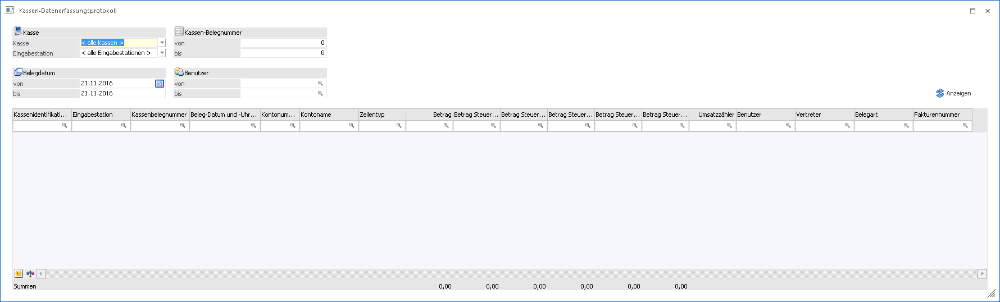 Kassen-Datenerfassungsprotokoll
Kasse
Kasse < alle Kassen >
Eingabestation < alle Eingabestationen >
Kassen-Belegnummer
von 0
bis 0
Belegdatum
von 21.11.2016
bis 21.11.2016
Benutzer
von
bis
Anzeigen
Kassenidentifikati... Eingabestation Kassenbelegnummer Beleg-Datum und -Uhr... Kontonum... Kontoname Zeilentyp Betrag Betrag Steuer... Betrag Steuer... Betrag Steuer... Betrag Steuer... Betrag Steuer... Umsatzzähler Benutzer Vertreter Belegart Fakturennummer
Summen 0,00 0,00 0,00 0,00 0,00 0,00